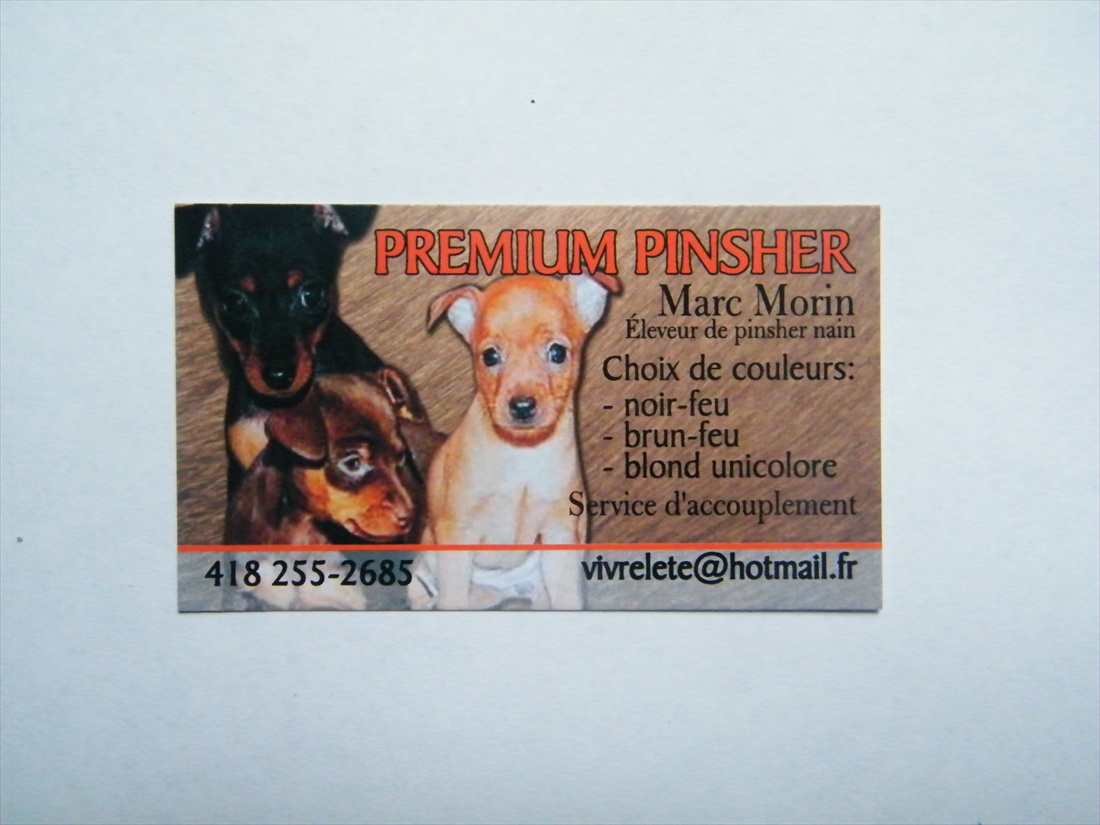 PREMIUM PINSHER
Marc Morin
Éleveur de pinsher nain
Choix de couleurs:
- noir-feu
- brun-feu
- blond unicolore
Service d'accouplement
418 255-2685
vivrelete@hotmail.fr